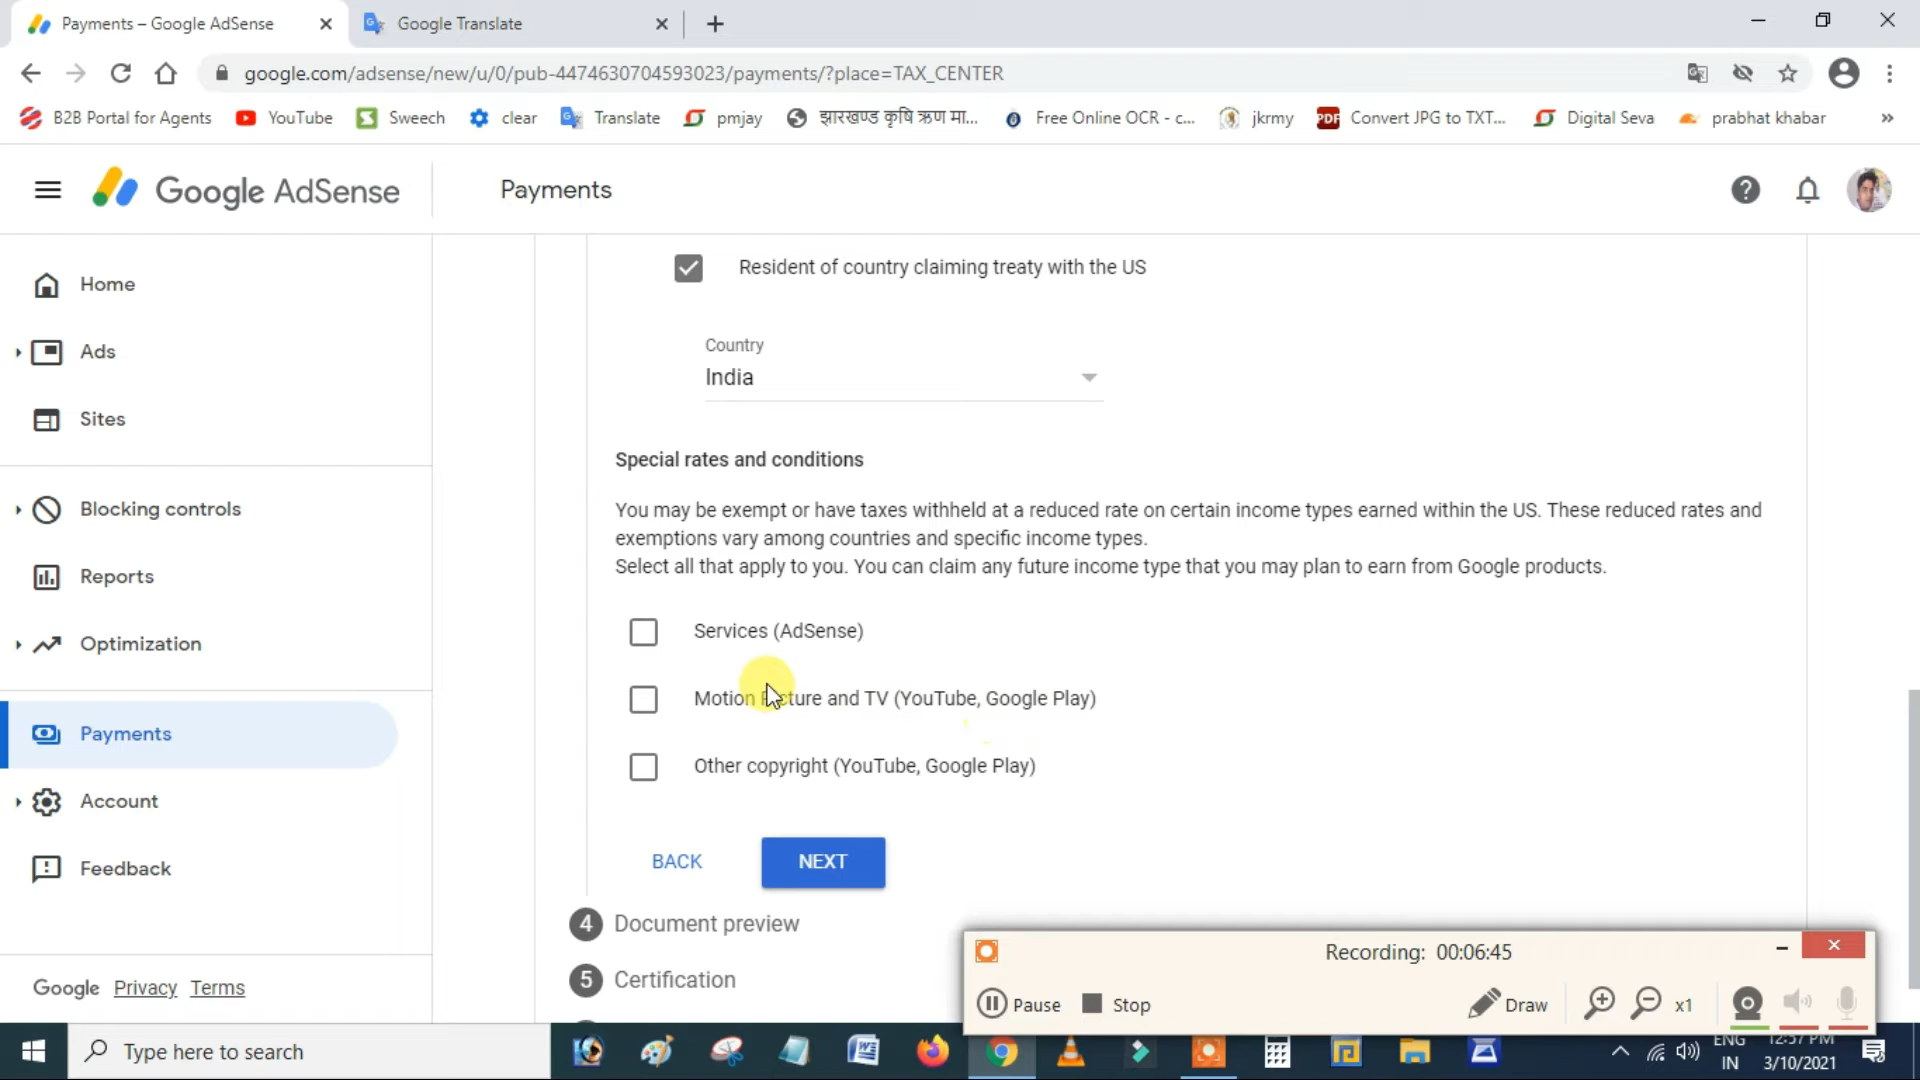 Payments – Google AdSense
Google Translate
google.com/adsense/new/u/0/pub-4474630704593023/payments/?place=TAX_CENTER
B2B Portal for Agents YouTube Sweech clear Translate pmjay झारखण्ड कृषि ऋण मा... Free Online OCR - c... jkrmy PDF Convert JPG to TXT... Digital Seva prabhat khabar »
Google AdSense
Payments
Home
Ads
Sites
Blocking controls
Reports
Optimization
Payments
Account
Feedback
Google Privacy Terms
Resident of country claiming treaty with the US
Country
India
Special rates and conditions
You may be exempt or have taxes withheld at a reduced rate on certain income types earned within the US. These reduced rates and
exemptions vary among countries and specific income types.
Select all that apply to you. You can claim any future income type that you may plan to earn from Google products.
Services (AdSense)
Motion Picture and TV (YouTube, Google Play)
Other copyright (YouTube, Google Play)
BACK NEXT
4 Document preview
5 Certification
Recording: 00:06:45
Pause Stop Draw x1
Type here to search
ENG
IN
12:57 PM
3/10/2021